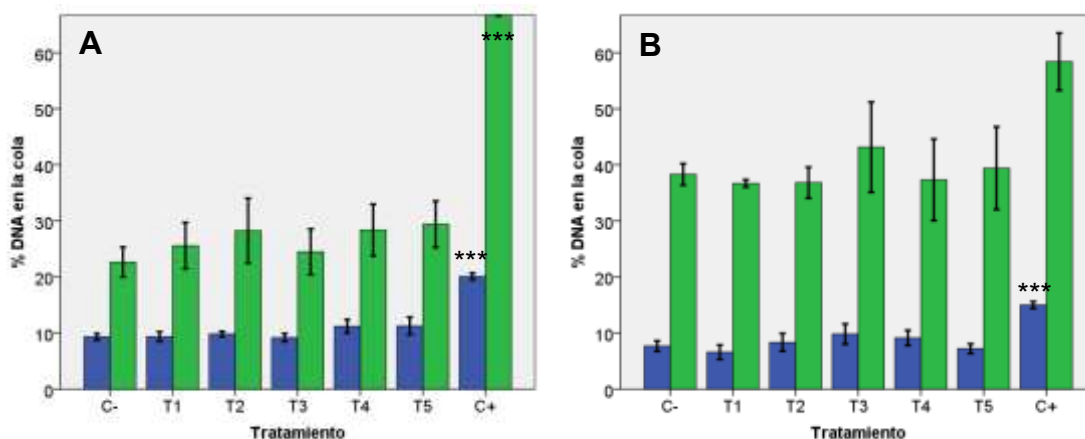 A
***
***
% DNA en la cola
60
50
40
30
20
10
0
C-
T1
T2
T3
T4
T5
C+
Tratamiento
B
***
% DNA en la cola
60
50
40
30
20
10
0
C-
T1
T2
T3
T4
T5
C+
Tratamiento